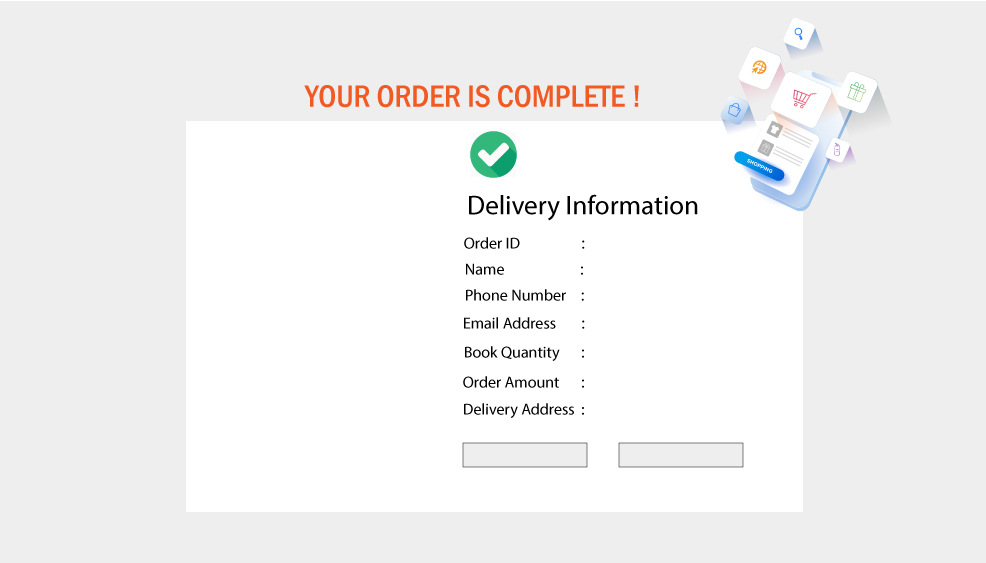 YOUR ORDER IS COMPLETE !
SHOPPING
Delivery Information
Order ID :
Name :
Phone Number :
Email Address :
Book Quantity :
Order Amount :
Delivery Address :